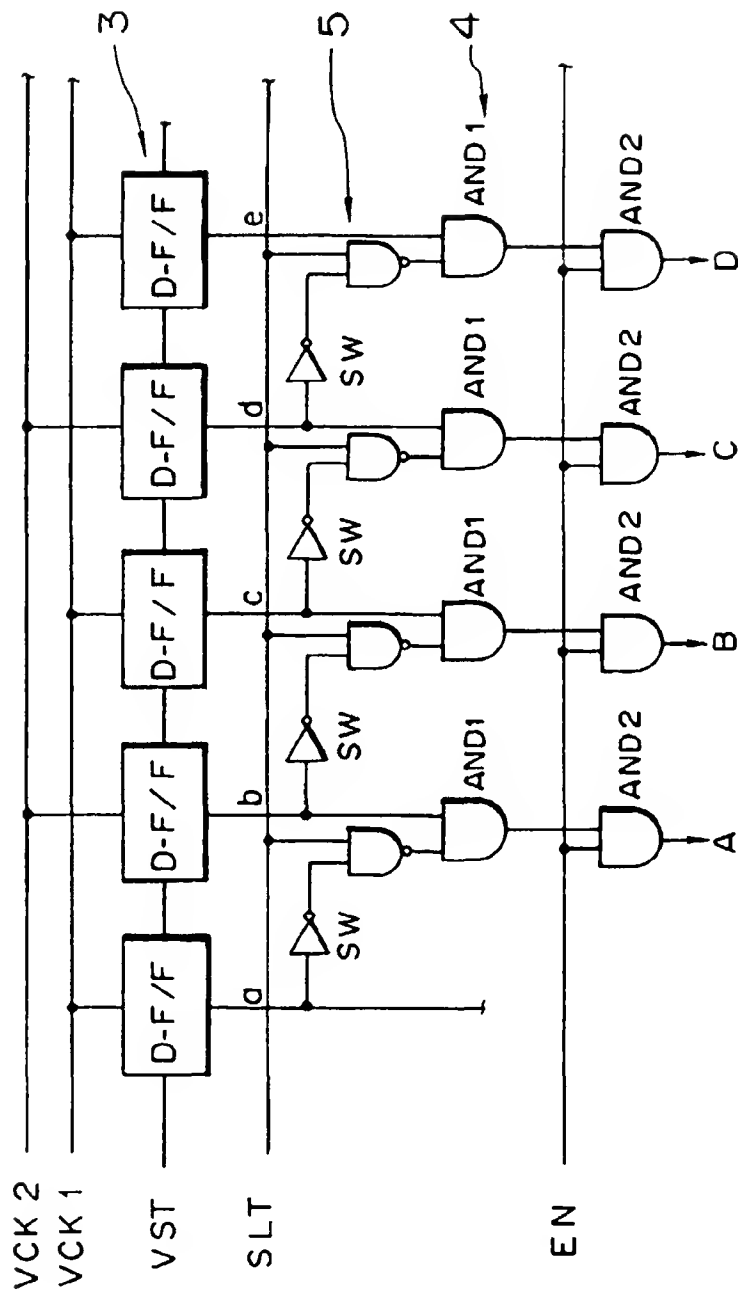 VCK 2
VCK 1
VST
SLT
EN
3
D-F/F
D-F/F
D-F/F
D-F/F
D-F/F
a
b
c
d
e
5
SW
SW
SW
SW
4
AND1
AND1
AND1
AND1
AND2
AND2
AND2
AND2
A
B
C
D